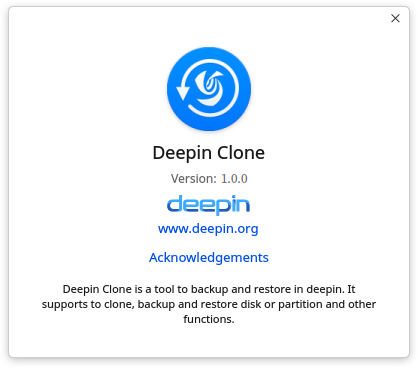 Deepin Clone
Version: 1.0.0
deepin
www.deepin.org
Acknowledgements
Deepin Clone is a tool to backup and restore in deepin. It
supports to clone, backup and restore disk or partition and other
functions.